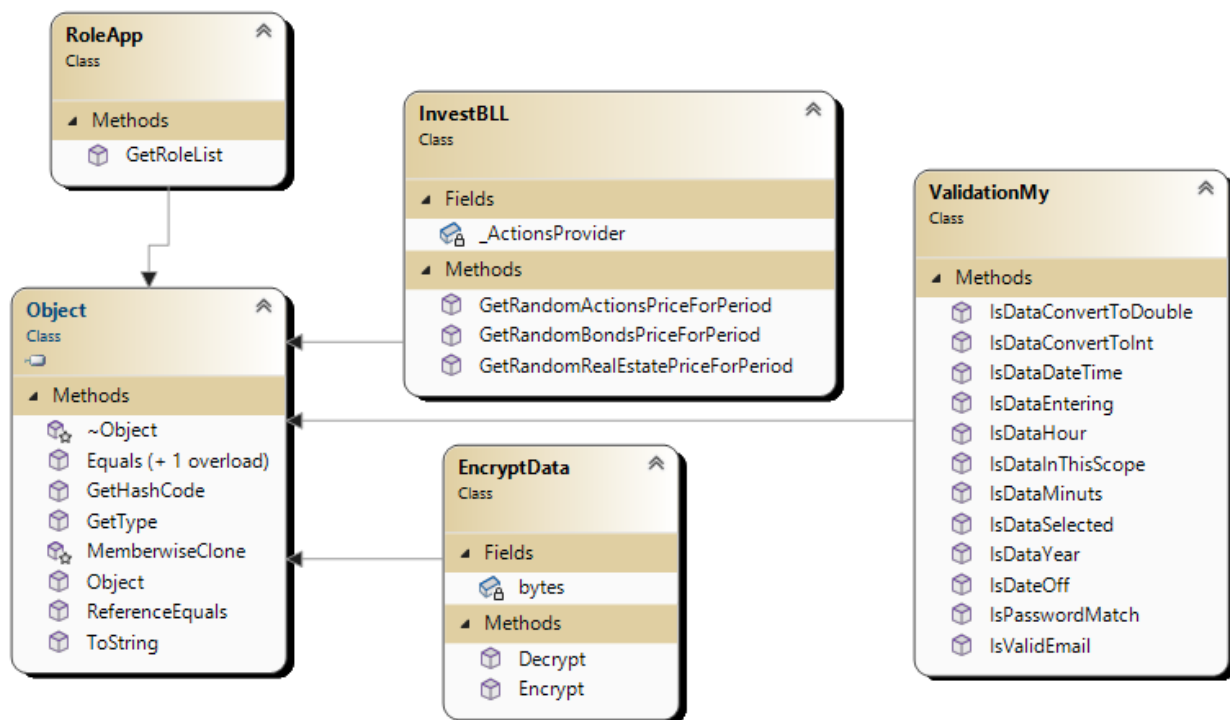 RoleApp
Class
Methods
GetRoleList
InvestBLL
Class
Fields
_ActionsProvider
Methods
GetRandomActionsPriceForPeriod
GetRandomBondsPriceForPeriod
GetRandomRealEstatePriceForPeriod
ValidationMy
Class
Methods
IsDataConvertToDouble
IsDataConvertToInt
IsDataDateTime
IsDataEntering
IsDataHour
IsDataInThisScope
IsDataMinuts
IsDataSelected
IsDataYear
IsDateOff
IsPasswordMatch
IsValidEmail
Object
Class
Methods
~Object
Equals (+ 1 overload)
GetHashCode
GetType
MemberwiseClone
Object
ReferenceEquals
ToString
EncryptData
Class
Fields
bytes
Methods
Decrypt
Encrypt